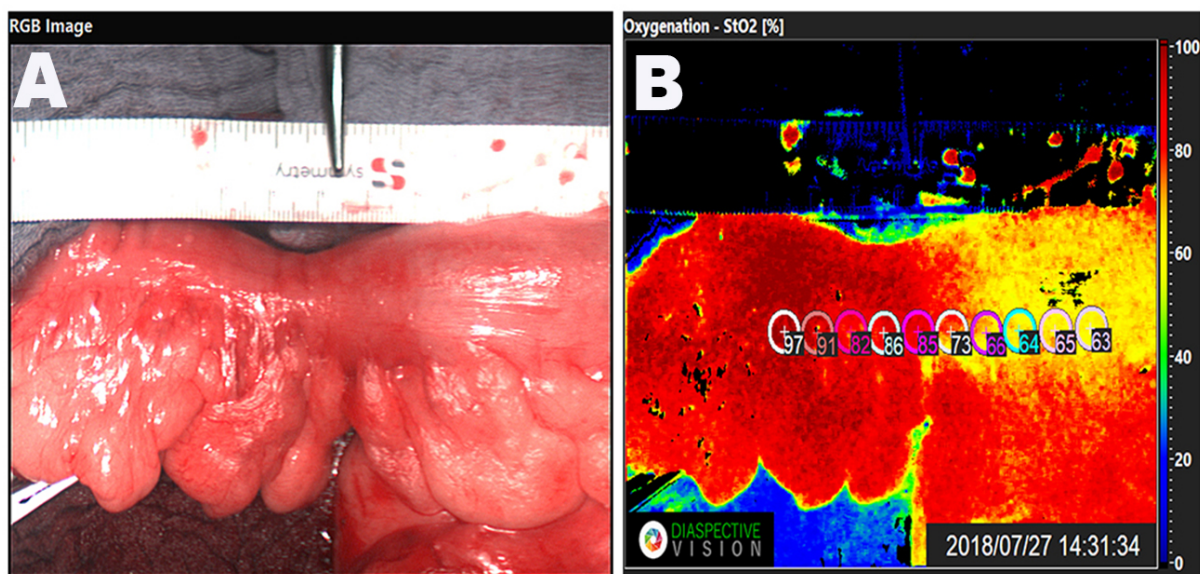 RGB Image
A
symmetry
Oxygenation - StO2 [%]
B
100
80
60
40
20
0
97 91 82 86 85 73 66 64 65 63
DIASPECTIVE
VISION
2018/07/27 14:31:34